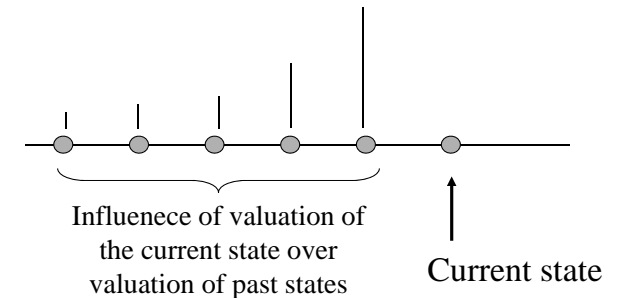 Influenece of valuation of
the current state over
valuation of past states
Current state